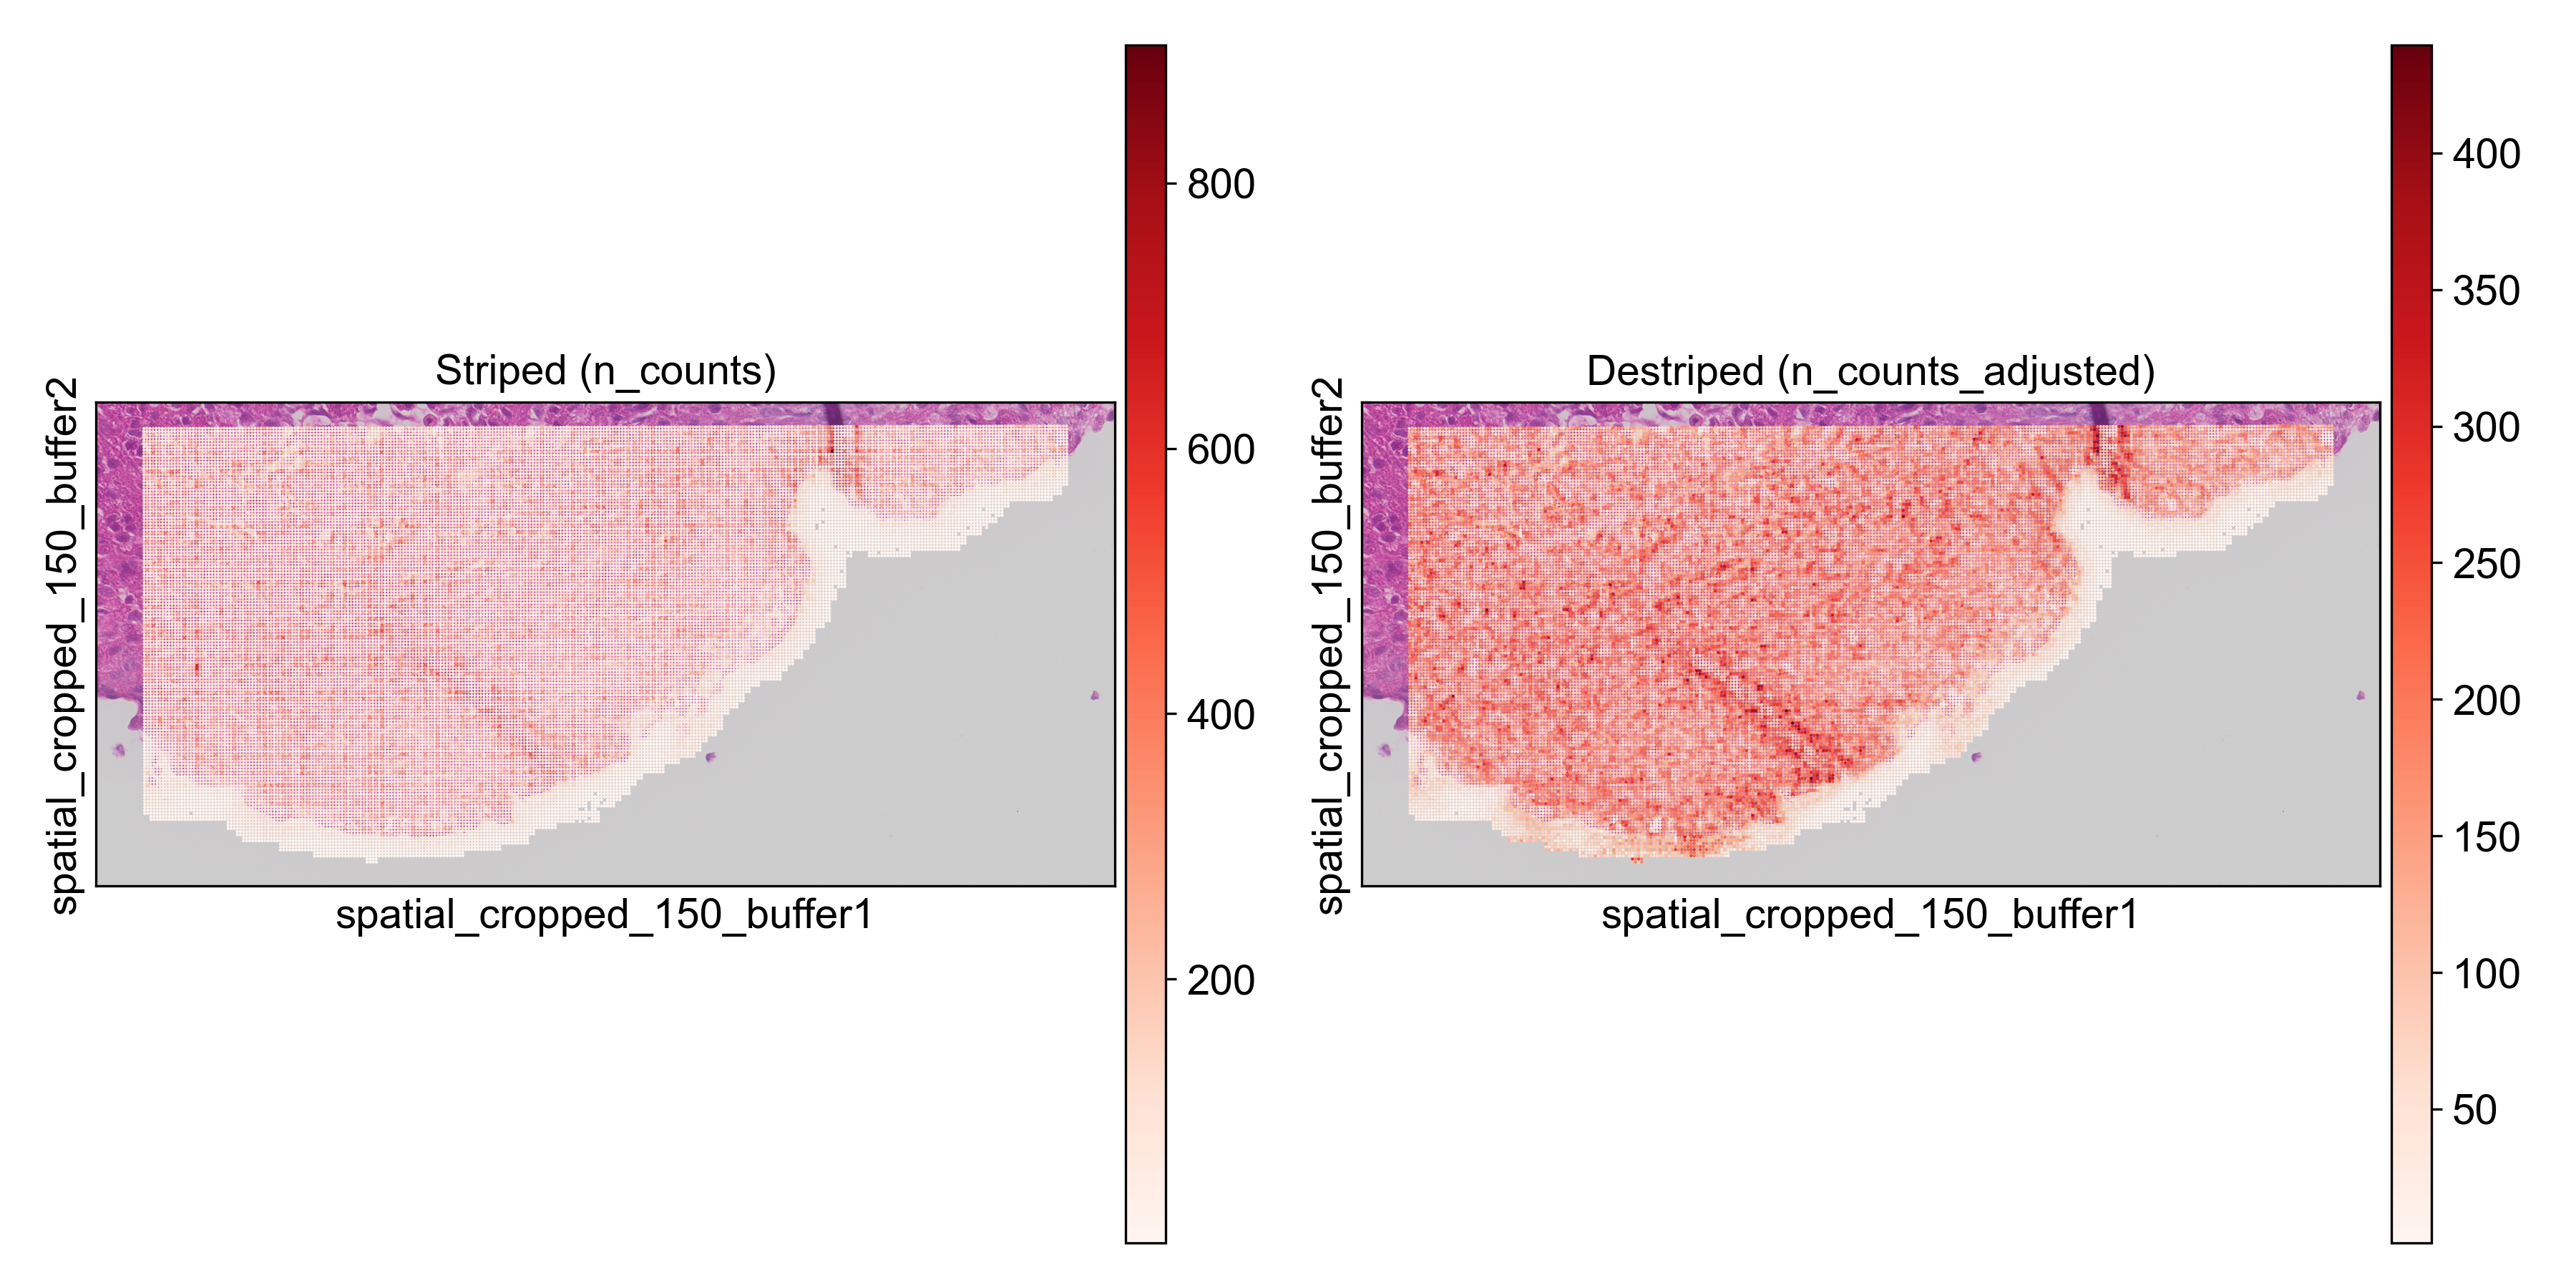 Striped (n_counts)
spatial_cropped_150_buffer2
spatial_cropped_150_buffer1
800
600
400
200
Destriped (n_counts_adjusted)
spatial_cropped_150_buffer2
spatial_cropped_150_buffer1
400
350
300
250
200
150
100
50